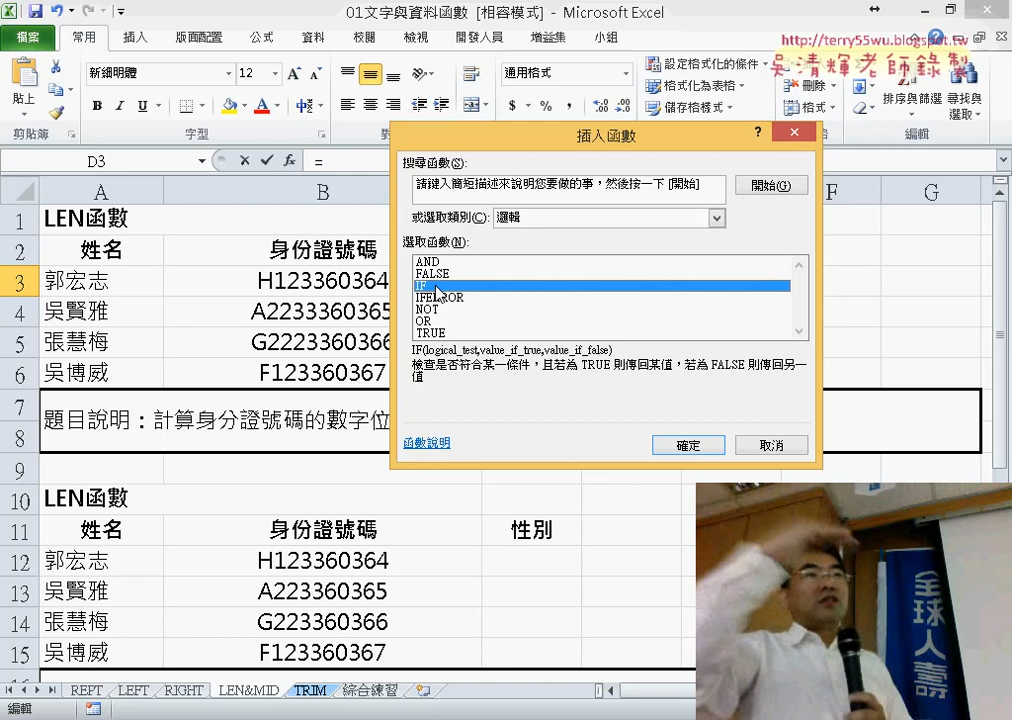 01文字與資料函數 [相容模式] - Microsoft Excel
檔案 常用 插入 版面配置 公式 資料 校閱 檢視 開發人員 增益集 小組
http://terry55wu.blogspot.tw
吳清輝老師錄製
新細明體 12 通用格式 設定格式化的條件
格式化為表格 刪除
貼上 儲存格樣式 格式 排序與篩選 尋找與
選取
剪貼簿 字型 編輯
D3 =
插入函數
搜尋函數(S):
請鍵入簡短描述來說明您要做的事，然後按一下 [開始]
開始(G)
或選取類別(C): 邏輯
選取函數(N):
AND
FALSE
IF
IFERROR
NOT
OR
TRUE
IF(logical_test,value_if_true,value_if_false)
檢查是否符合某一條件，且若為 TRUE 則傳回某值，若為 FALSE 則傳回另一
值
函數說明 確定 取消
A B F G
1 LEN函數
2 姓名 身份證號碼
3 郭宏志 H123360364
4 吳賢雅 A223336036
5 張慧梅 G222336036
6 吳博威 F123360367
7 題目說明：計算身分證號碼的數字位
8
9
10 LEN函數
11 姓名 身份證號碼 性別
12 郭宏志 H123360364
13 吳賢雅 A223360365
14 張慧梅 G223360366
15 吳博威 F123360367
REPT LEFT RIGHT LEN&MID TRIM 綜合練習
編輯
全球人壽